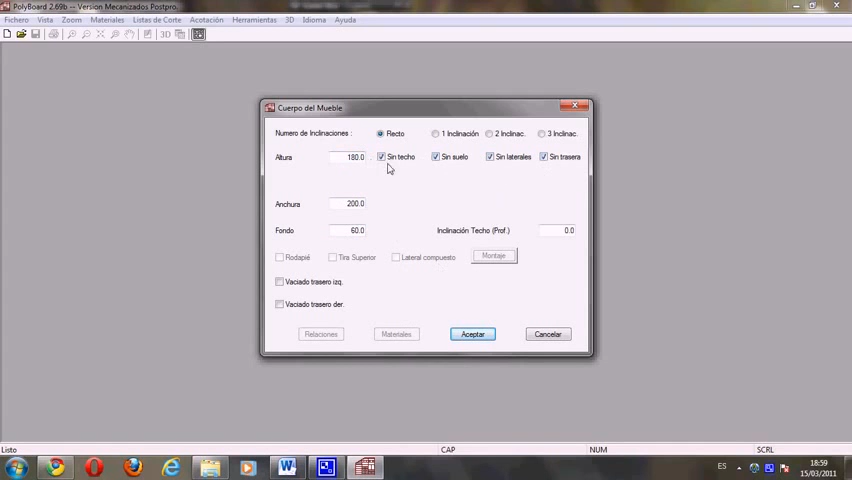 PolyBoard 2.69b -- Version Mecanizados Postpro.
Fichero Vista Zoom Materiales Listas de Corte Acotación Herramientas 3D Idioma Ayuda
3D
Cuerpo del Mueble
Numero de Inclinaciones : Recto 1 Inclinación 2 Inclinac. 3 Inclinac.
Altura 180.0 Sin techo Sin suelo Sin laterales Sin trasera
Anchura 200.0
Fondo 60.0 Inclinación Techo (Prof.) 0.0
Rodapié Tira Superior Lateral compuesto Montaje
Vaciado trasero izq.
Vaciado trasero der.
Relaciones Materiales Aceptar Cancelar
Listo CAP NUM SCRL
ES 18:59
15/03/2011